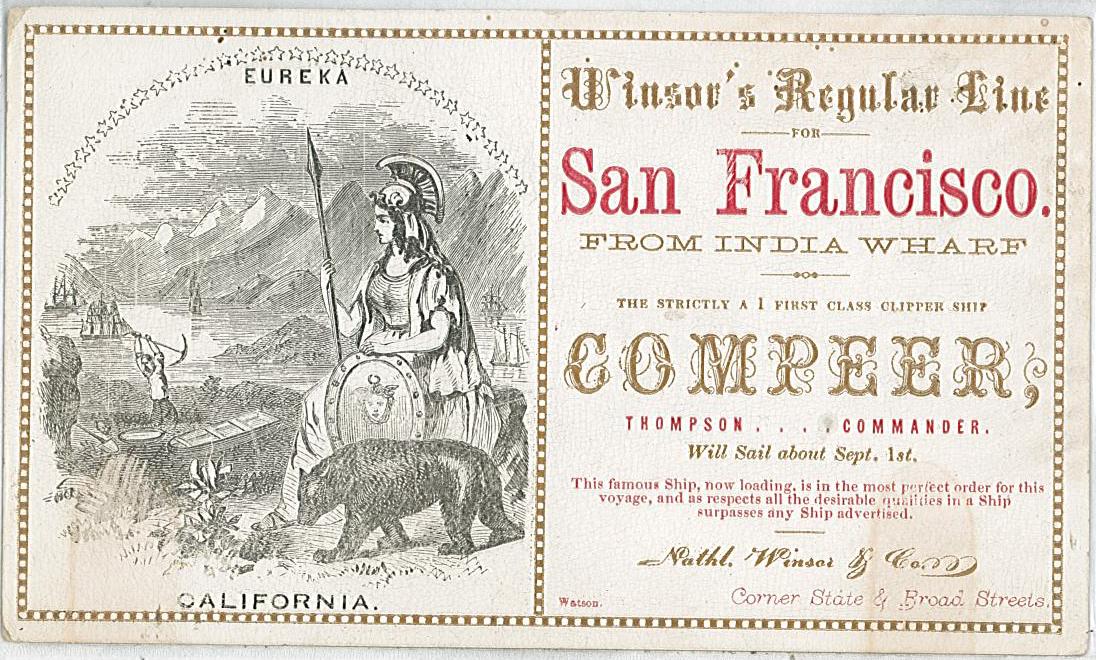 EUREKA
CALIFORNIA.
Winsor's Regular Line
FOR
San Francisco.
FROM INDIA WHARF
THE STRICTLY A 1 FIRST CLASS CLIPPER SHIP
COMPEER,
THOMPSON . . . . COMMANDER.
Will Sail about Sept. 1st.
This famous Ship, now loading, is in the most perfect order for this
voyage, and as respects all the desirable qualities in a Ship
surpasses any Ship advertised.
Nathl. Winsor & Co.
Corner State & Broad Streets.
Watson.